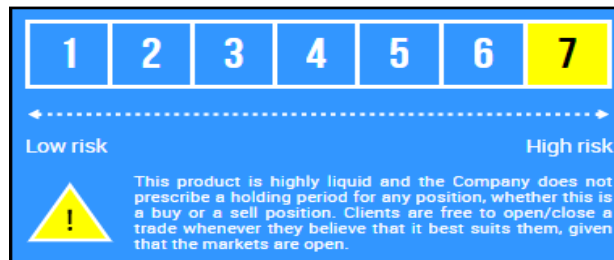 1 2 3 4 5 6 7
Low risk High risk
!
This product is highly liquid and the Company does not
prescribe a holding period for any position, whether this is
a buy or a sell position. Clients are free to open/close a
trade whenever they believe that it best suits them, given
that the markets are open.